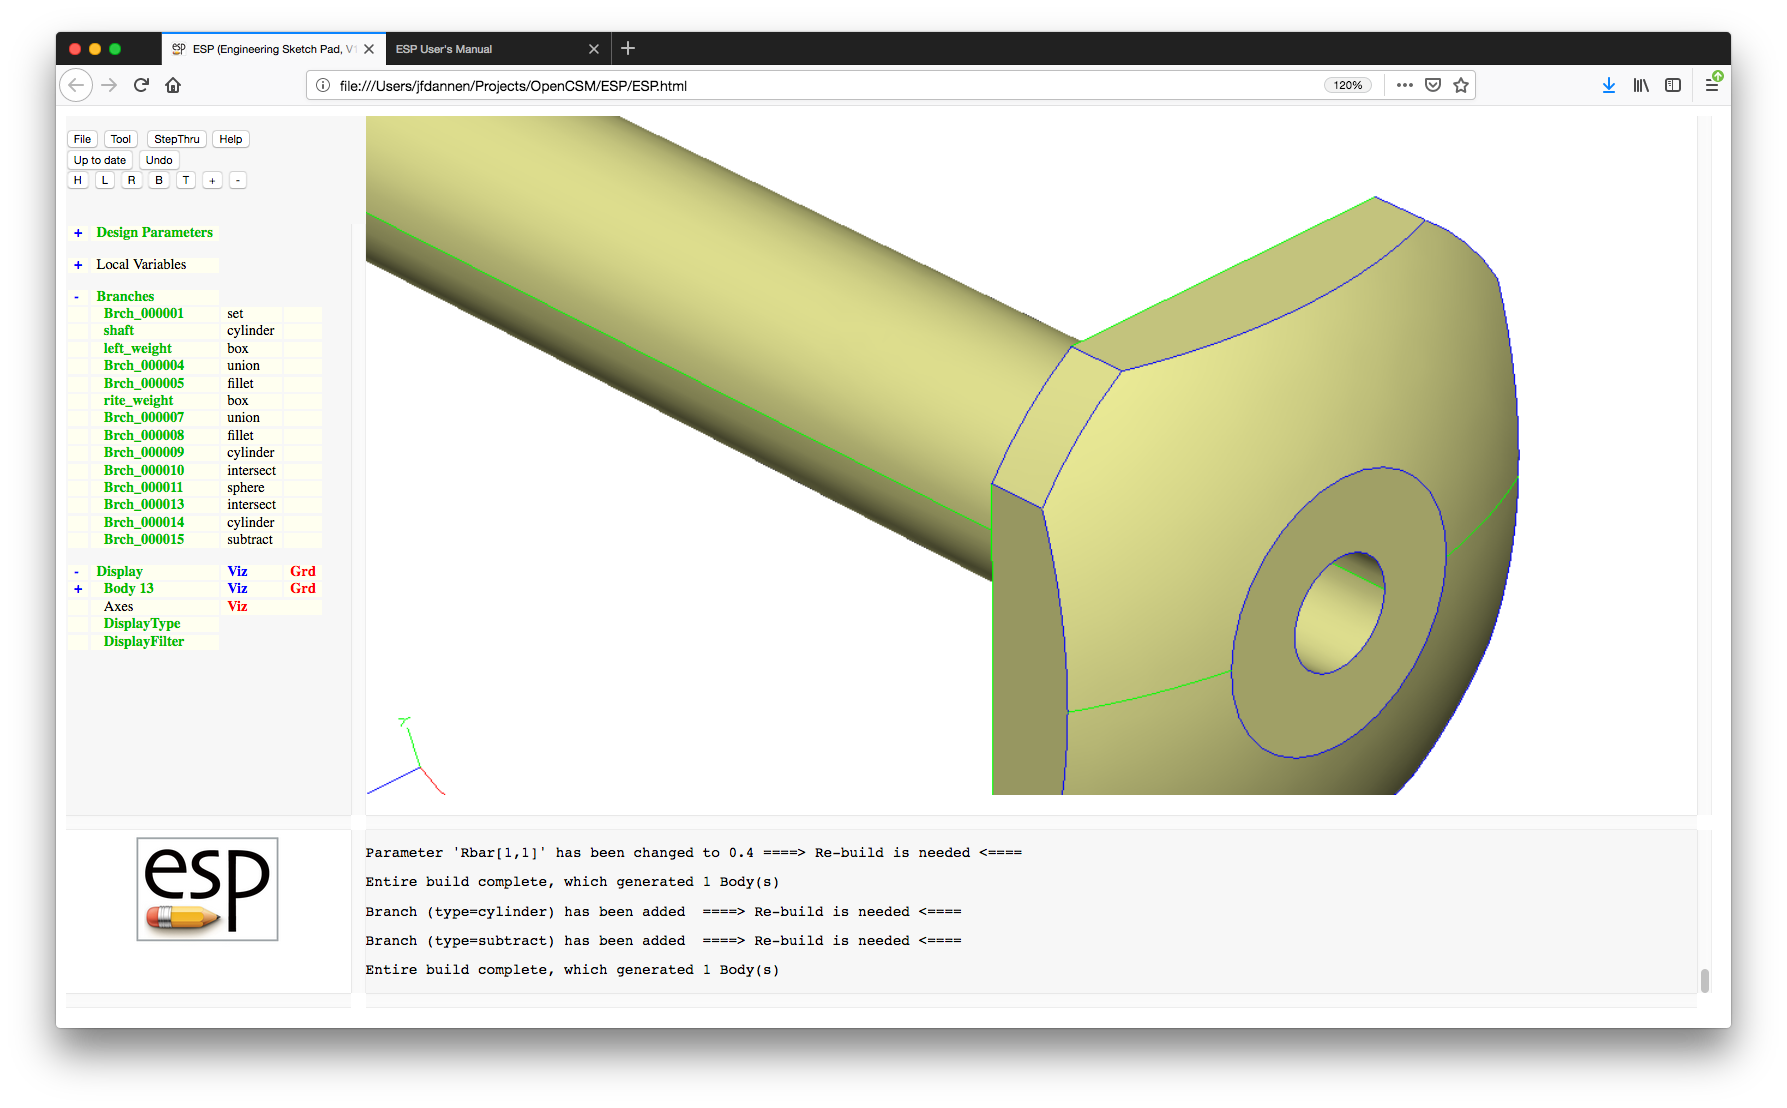 esp ESP (Engineering Sketch Pad, V1
ESP User's Manual
file:///Users/jfdannen/Projects/OpenCSM/ESP/ESP.html 120%
File Tool StepThru Help
Up to date Undo
H L R B T + -
+ Design Parameters
+ Local Variables
- Branches
Brch_000001 set
shaft cylinder
left_weight box
Brch_000004 union
Brch_000005 fillet
rite_weight box
Brch_000007 union
Brch_000008 fillet
Brch_000009 cylinder
Brch_000010 intersect
Brch_000011 sphere
Brch_000013 intersect
Brch_000014 cylinder
Brch_000015 subtract
- Display Viz Grd
+ Body 13 Viz Grd
Axes Viz
DisplayType
DisplayFilter
esp
Parameter 'Rbar[1,1]' has been changed to 0.4 ====> Re-build is needed <====
Entire build complete, which generated 1 Body(s)
Branch (type=cylinder) has been added ====> Re-build is needed <====
Branch (type=subtract) has been added ====> Re-build is needed <====
Entire build complete, which generated 1 Body(s)